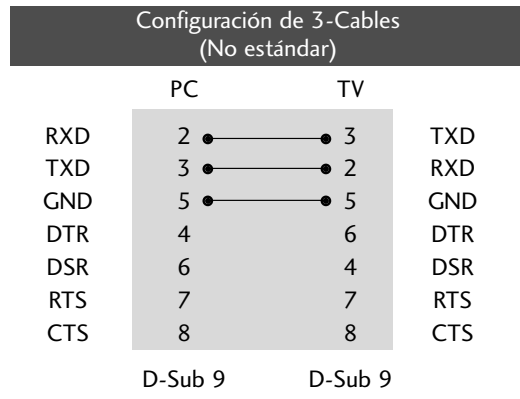 Configuración de 3-Cables
(No estándar)
PC TV
RXD 2 3 TXD
TXD 3 2 RXD
GND 5 5 GND
DTR 4 6 DTR
DSR 6 4 DSR
RTS 7 7 RTS
CTS 8 8 CTS
D-Sub 9 D-Sub 9